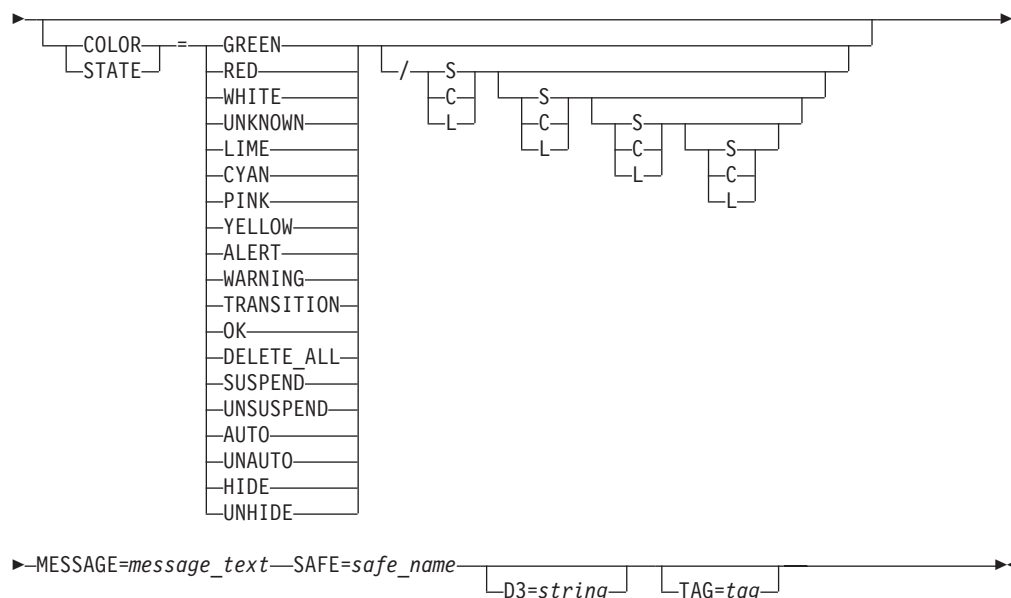 COLOR = GREEN
STATE RED / S
WHITE C S
UNKNOWN L C S
LIME L C S
CYAN L C
PINK L
YELLOW
ALERT
WARNING
TRANSITION
OK
DELETE_ALL
SUSPEND
UNSUSPEND
AUTO
UNAUTO
HIDE
UNHIDE
MESSAGE=message_text SAFE=safe_name
D3=string TAG=tag